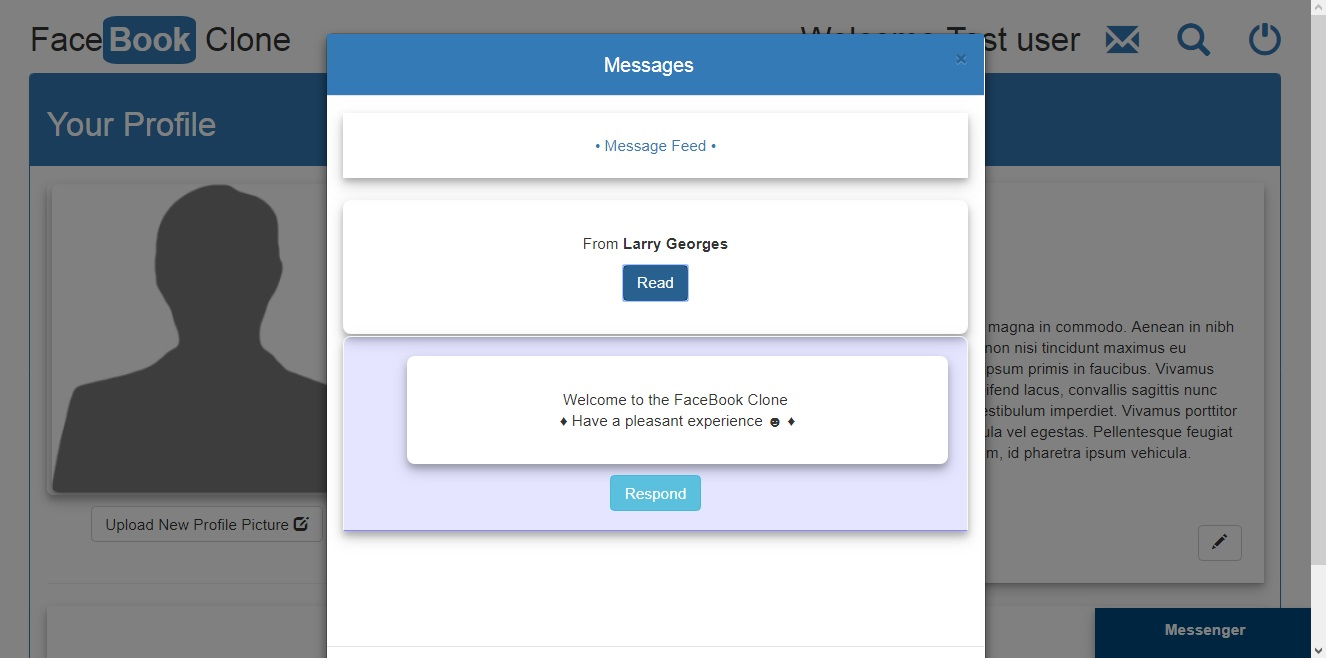 FaceBook Clone
Welcome Test user
Messages
×
Your Profile
• Message Feed •
From Larry Georges
Read
Welcome to the FaceBook Clone
♦ Have a pleasant experience ☻ ♦
Respond
magna in commodo. Aenean in nibh
non nisi tincidunt maximus eu
ipsum primis in faucibus. Vivamus
lacus, convallis sagittis nunc
vestibulum imperdiet. Vivamus porttitor
vel egestas. Pellentesque feugiat
id pharetra ipsum vehicula.
Upload New Profile Picture
Messenger